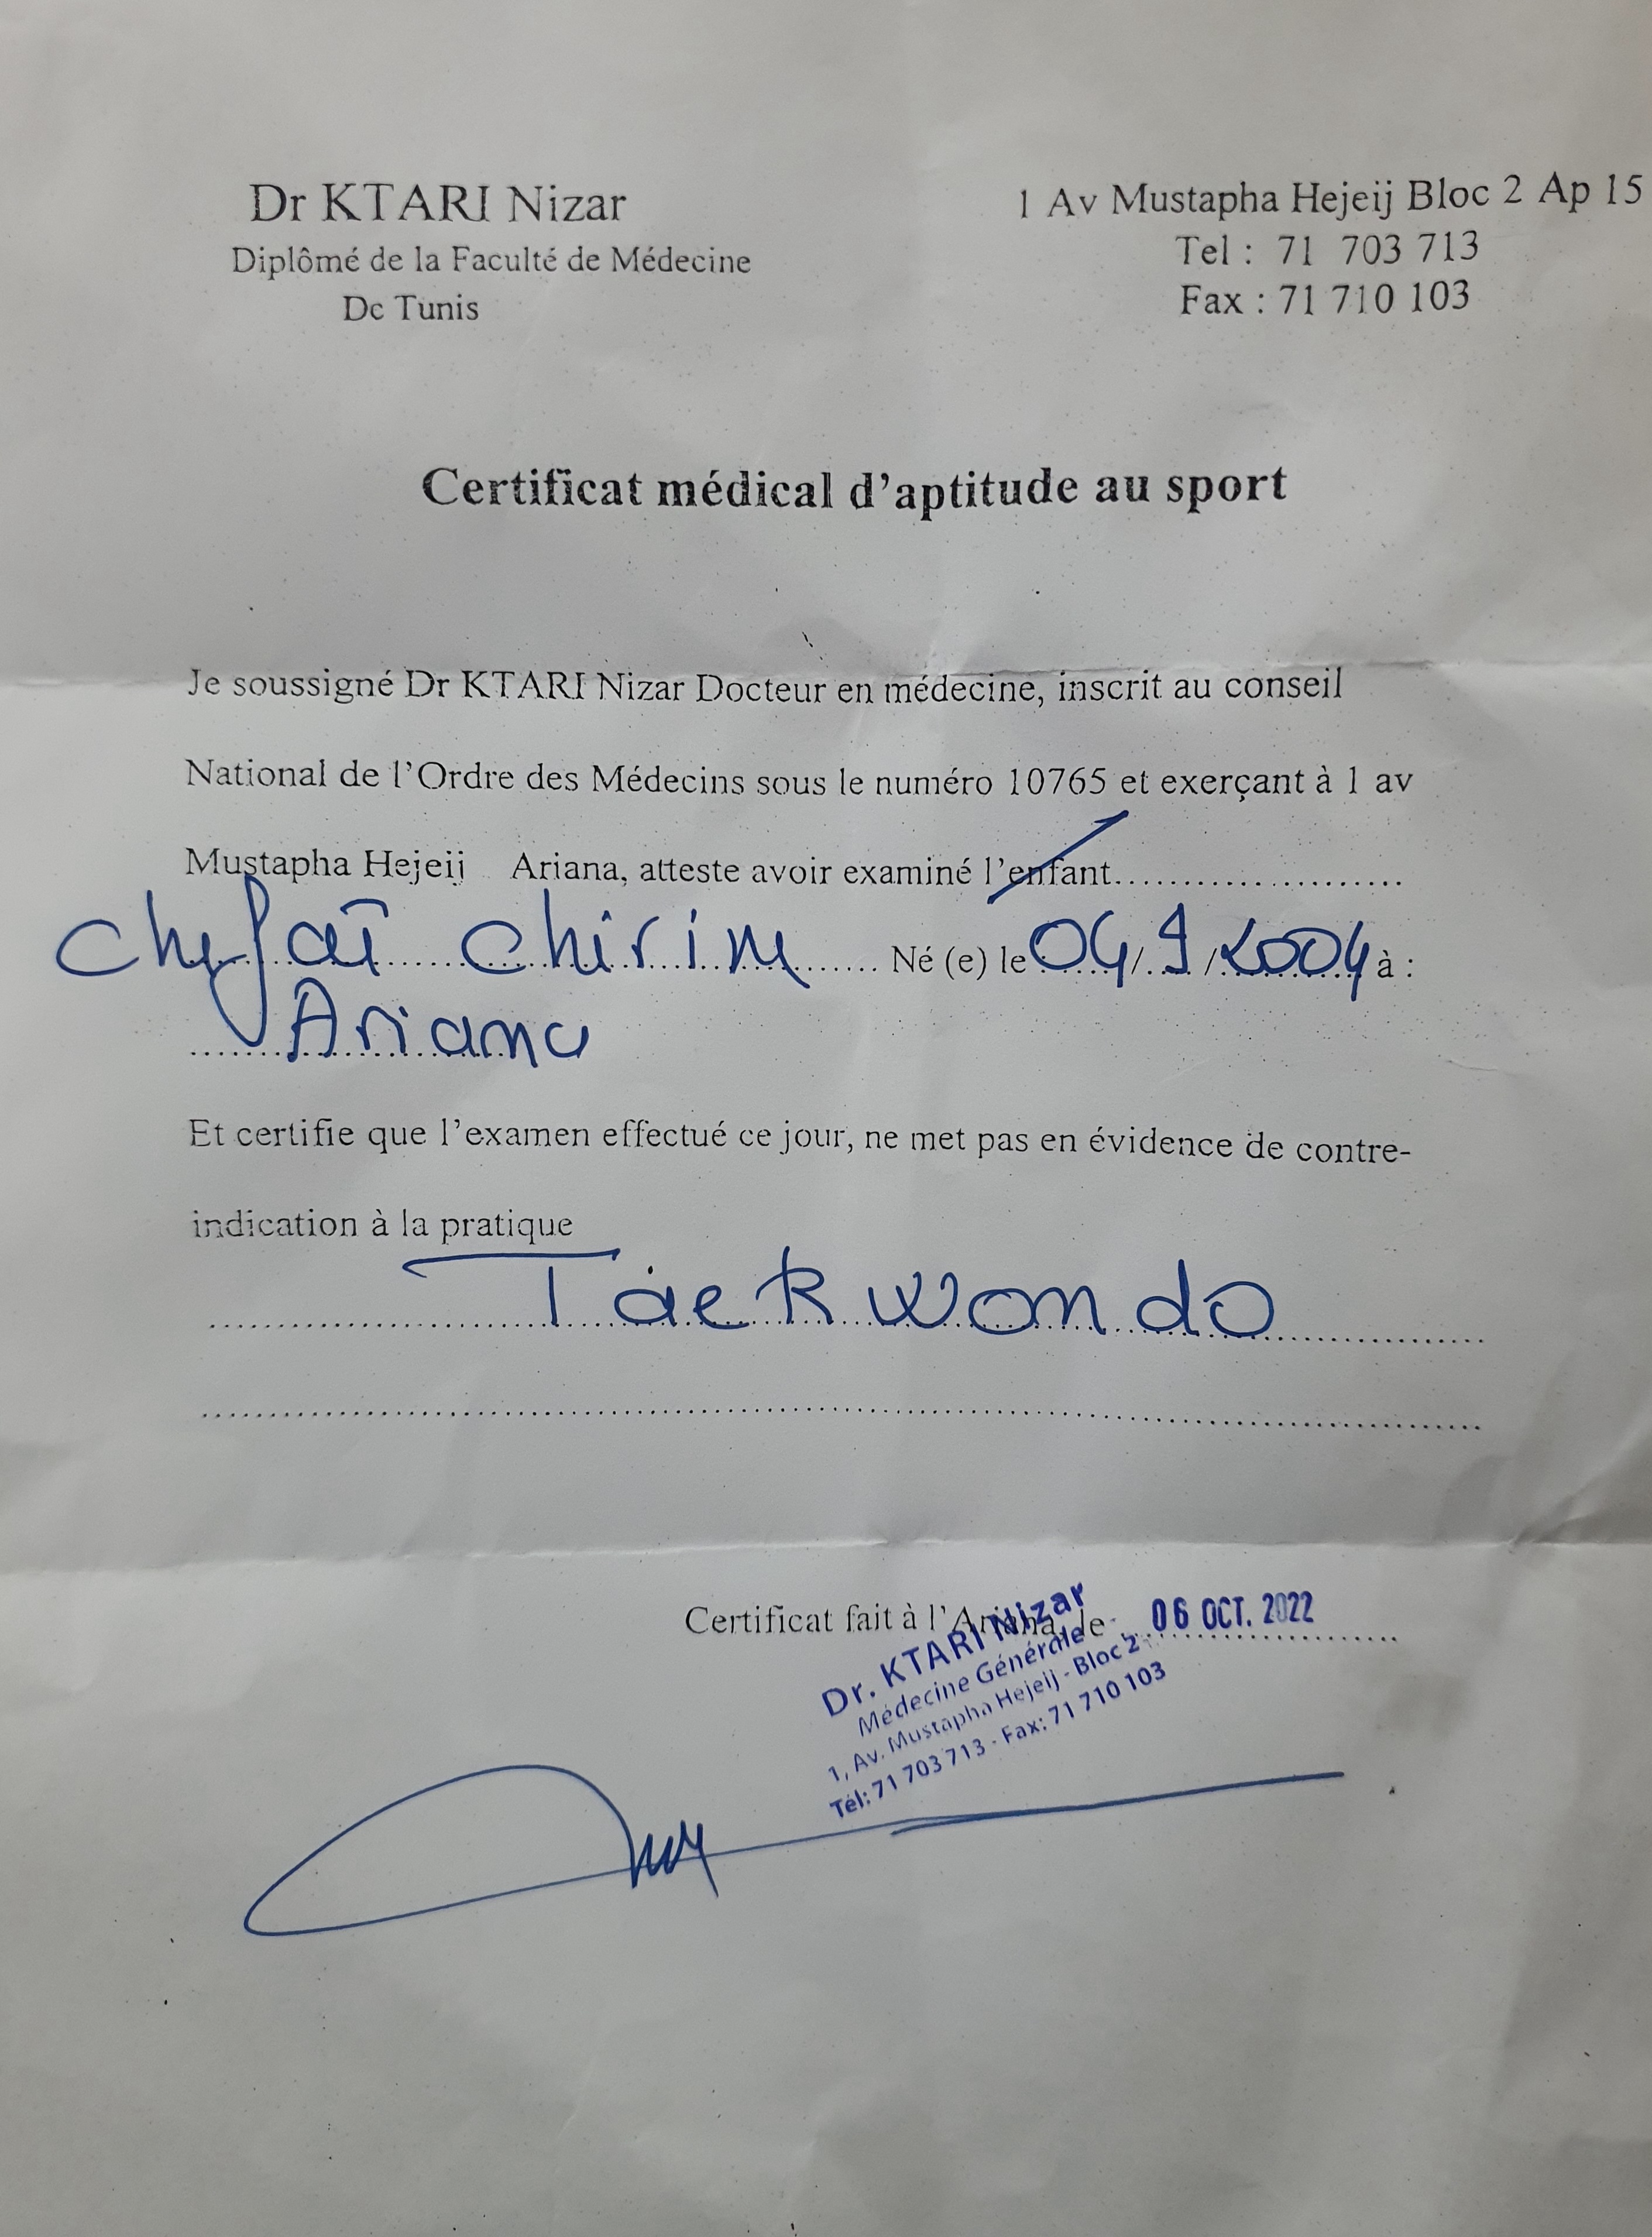 Dr KTARI Nizar
Diplômé de la Faculté de Médecine
De Tunis
1 Av Mustapha Hejeij Bloc 2 Ap 15
Tel : 71 703 713
Fax : 71 710 103
Certificat médical d'aptitude au sport
Je soussigné Dr KTARI Nizar Docteur en médecine, inscrit au conseil
National de l'Ordre des Médecins sous le numéro 10765 et exerçant à 1 av
Mustapha Hejeij Ariana, atteste avoir examiné l'enfant......................
Chefaï Chirine ....... Né (e) le 04/9/2004 à :
Ariana
Et certifie que l'examen effectué ce jour, ne met pas en évidence de contre-
indication à la pratique
Taekwondo
Certificat fait à l'Ariana, le 06 OCT. 2022
Dr. KTARI Nizar
Médecine Générale
1, Av. Mustapha Hejeij - Bloc 2
Tél: 71 703 713 - Fax: 71 710 103